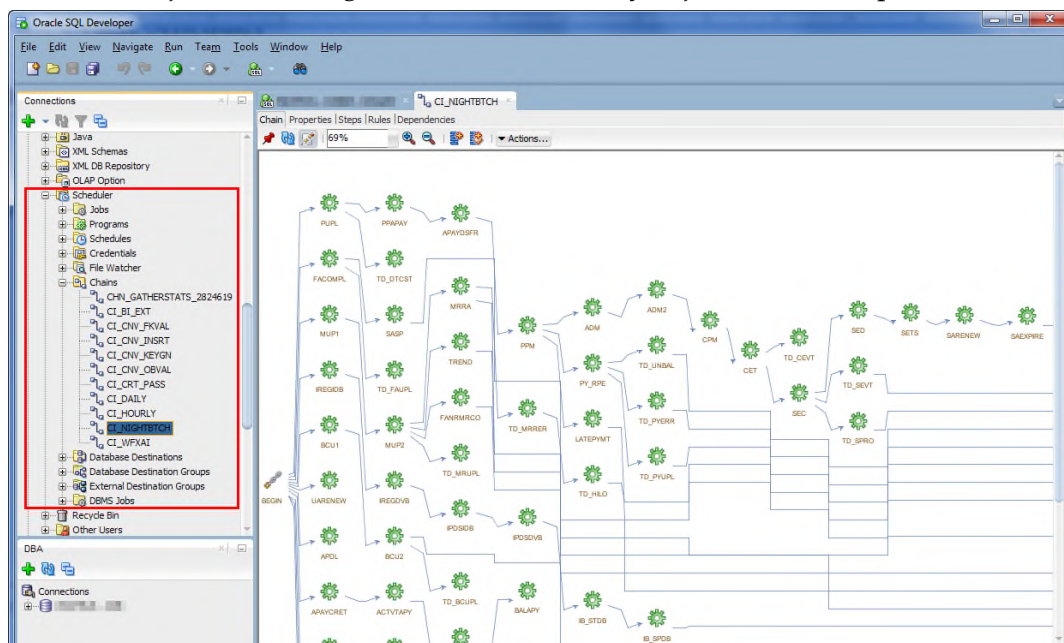 Oracle SQL Developer
File Edit View Navigate Run Team Tools Window Help
Connections
Java
XML Schemas
XML DB Repository
OLAP Option
Scheduler
Jobs
Programs
Schedules
Credentials
File Watcher
Chains
CHN_GATHERSTATS_2824619
CI_BI_EXT
CI_CNV_FKVAL
CI_CNV_INSRT
CI_CNV_KEYGN
CI_CNV_OBVAL
CI_CRT_PASS
CI_DAILY
CI_HOURLY
CI_NIGHTBTCH
CI_WFXAI
Database Destinations
Database Destination Groups
External Destination Groups
DBMS Jobs
Recycle Bin
Other Users
DBA
Connections
CI_NIGHTBTCH
Chain Properties Steps Rules Dependencies
69% Actions...
PUPL PPAPAY APAYDSFR
FACOMPL TD_DTCST
MRRA ADM ADM2
MUP1 SASP PPM CPM SED SETS SARENEW SAEXPIRE
TREND TD_UNBAL CET TD_CEVT
IREGIDB TD_FAUPL PY_RPE TD_SEVT
FANRMRCO TD_MRRER TD_PYERR SEC
BCU1 MUP2 LATEPYMT TD_SPRO
TD_MRUPL TD_HILO TD_PYUPL
BEGIN UARENEW IREGDVB
IPDSIDB IPDSDVB
APDL BCU2
TD_BCUPL BALAPY
APAYCRET ACTVTAPY IB_STDB
IB_SPDB